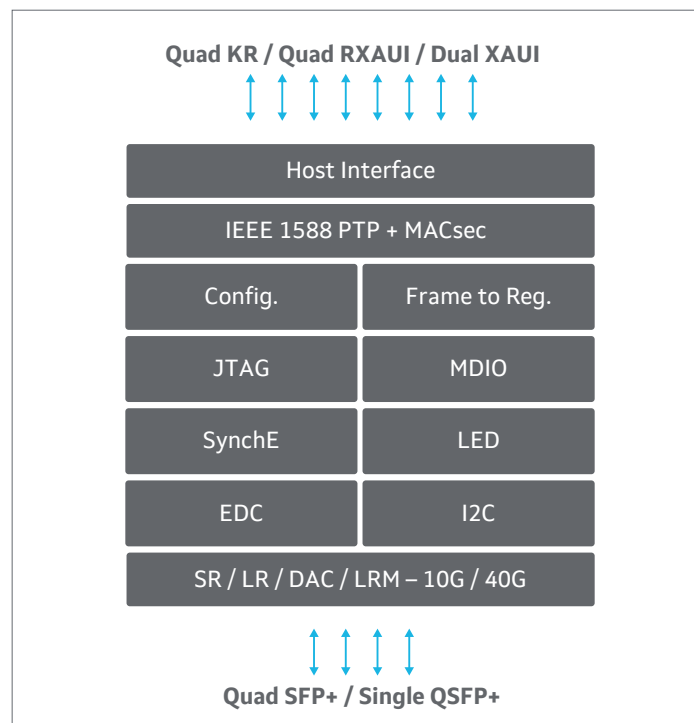 Quad KR / Quad RXAUI / Dual XAUI
Host Interface
IEEE 1588 PTP + MACsec
Config.
Frame to Reg.
JTAG
MDIO
SynchE
LED
EDC
I2C
SR / LR / DAC / LRM – 10G / 40G
Quad SFP+ / Single QSFP+